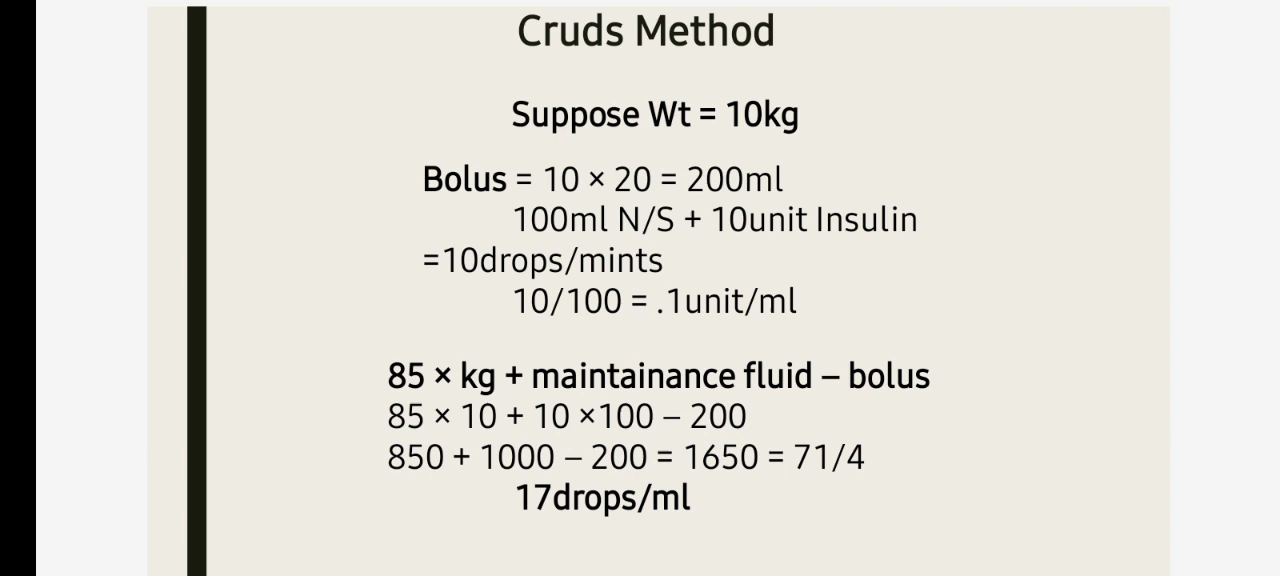 Cruds Method
Suppose Wt = 10kg
Bolus = 10 × 20 = 200ml
100ml N/S + 10unit Insulin
=10drops/mints
10/100 = .1unit/ml
85 × kg + maintainance fluid – bolus
85 × 10 + 10 ×100 – 200
850 + 1000 – 200 = 1650 = 71/4
17drops/ml